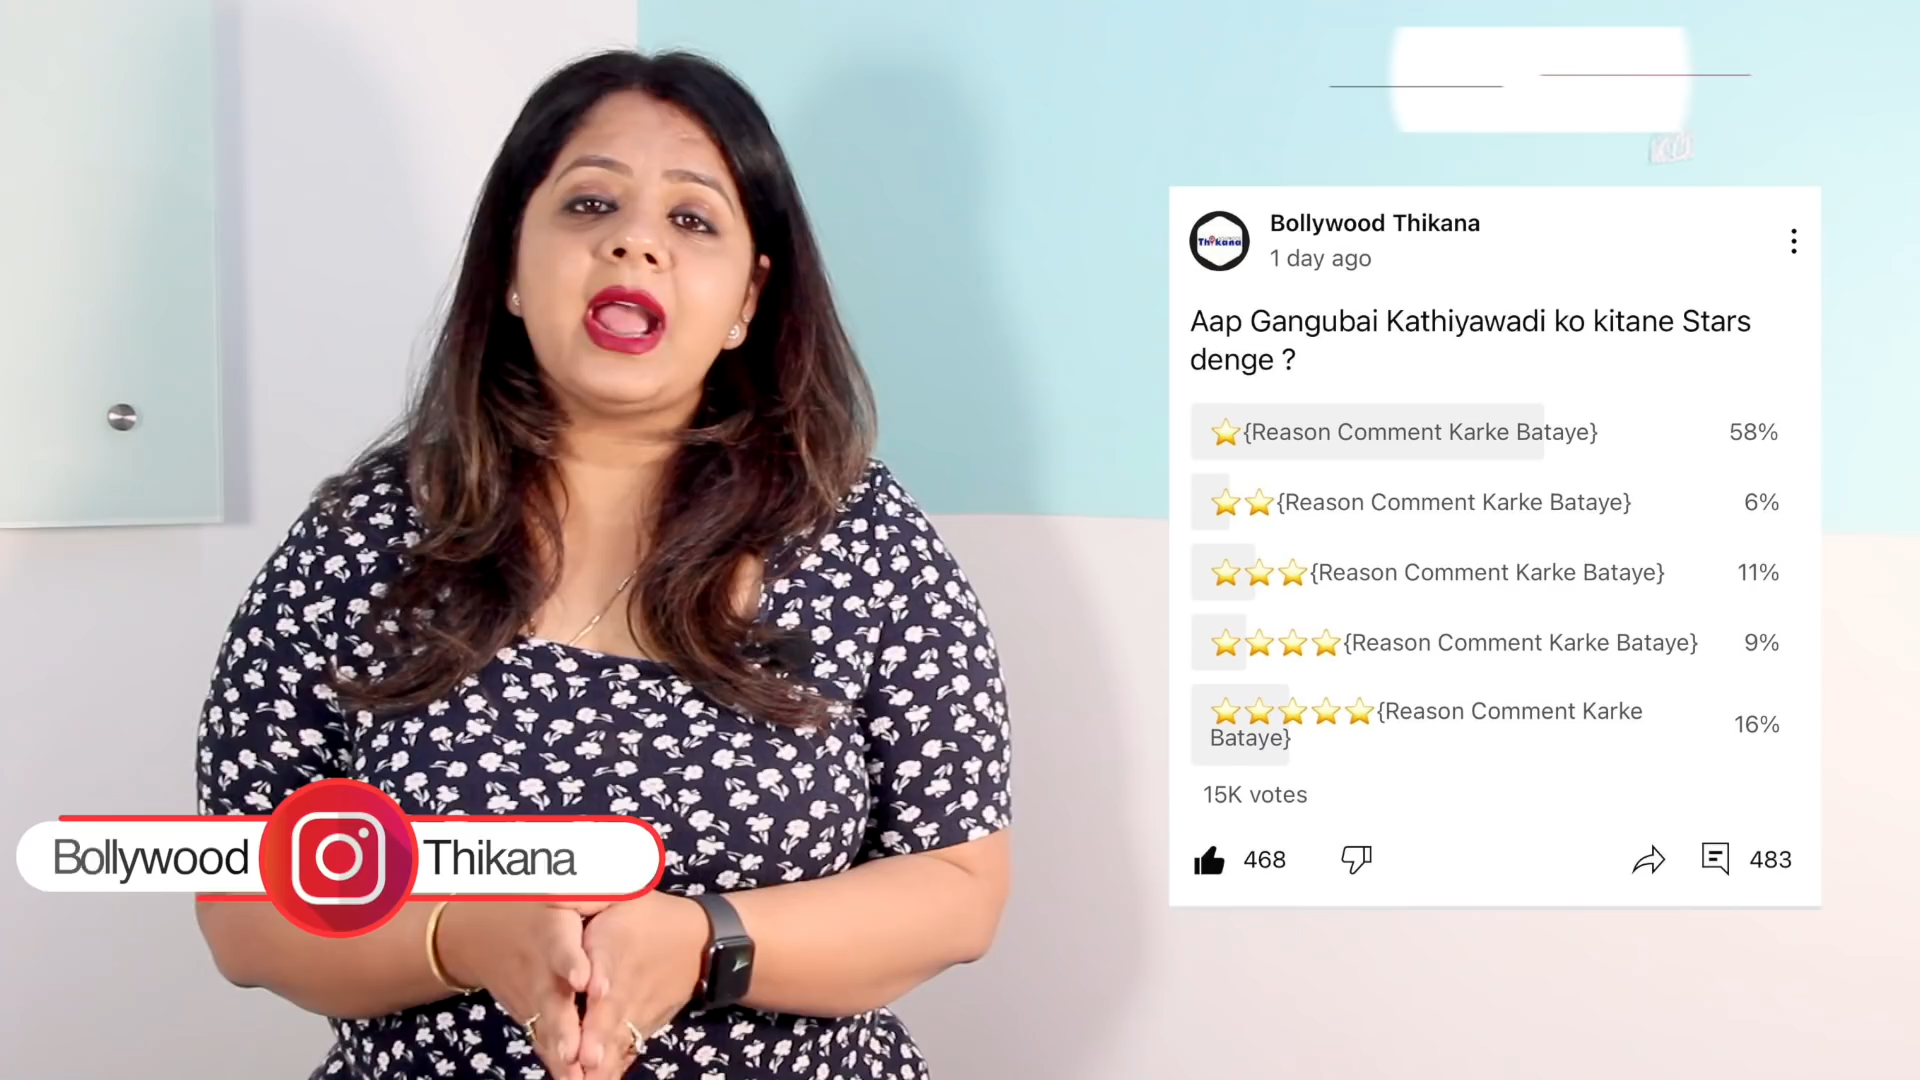 Bollywood Thikana
1 day ago
Aap Gangubai Kathiyawadi ko kitane Stars
denge ?
⭐{Reason Comment Karke Bataye} 58%
⭐⭐{Reason Comment Karke Bataye} 6%
⭐⭐⭐{Reason Comment Karke Bataye} 11%
⭐⭐⭐⭐{Reason Comment Karke Bataye} 9%
⭐⭐⭐⭐⭐{Reason Comment Karke
Bataye} 16%
15K votes
468 483
Bollywood Thikana